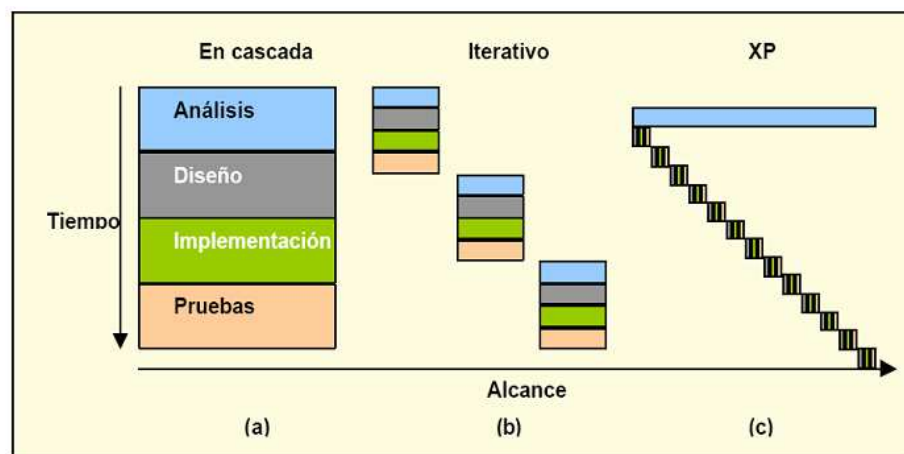 En cascada
Iterativo
XP
Análisis
Diseño
Tiempo
Implementación
Pruebas
Alcance
(a)
(b)
(c)